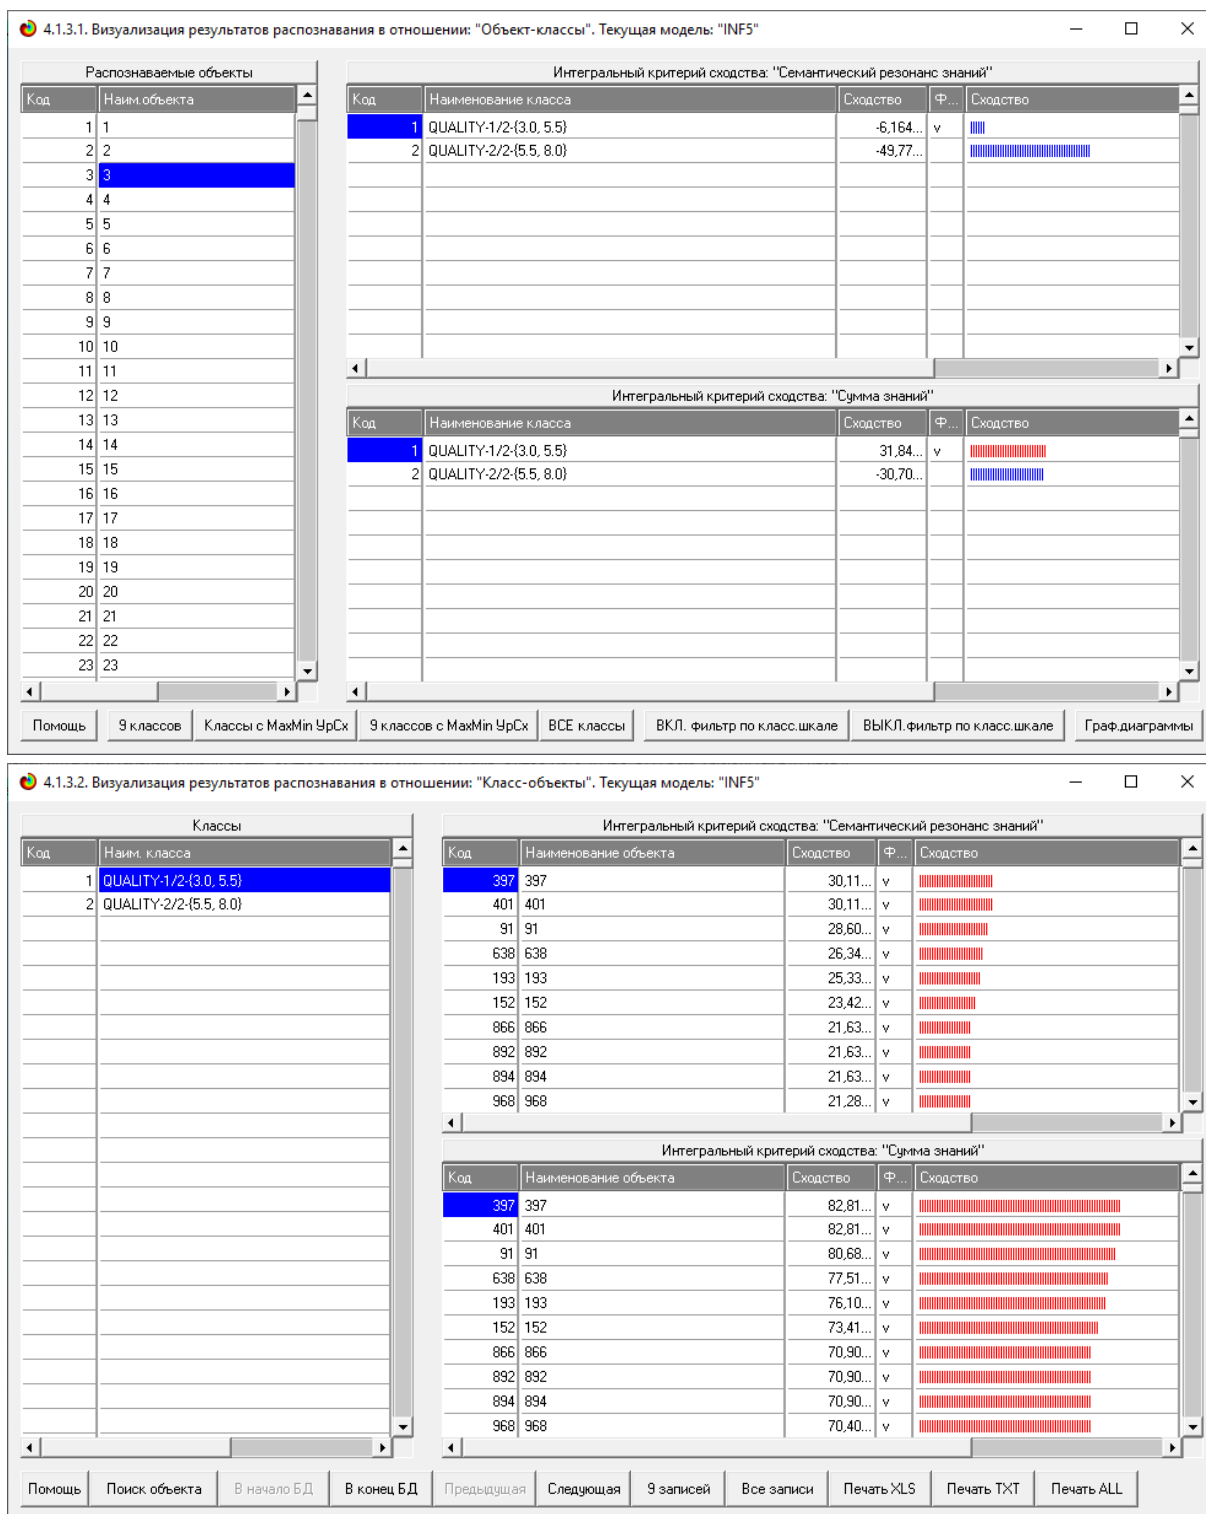 4.1.3.1. Визуализация результатов распознавания в отношении: "Объект-классы". Текущая модель: "INF5"
Распознаваемые объекты
Код Наим.объекта
1 1
2 2
3 3
4 4
5 5
6 6
7 7
8 8
9 9
10 10
11 11
12 12
13 13
14 14
15 15
16 16
17 17
18 18
19 19
20 20
21 21
22 22
23 23
Интегральный критерий сходства: "Семантический резонанс знаний"
Код Наименование класса Сходство Ф... Сходство
1 QUALITY-1/2-{3.0, 5.5} -6,164... v
2 QUALITY-2/2-{5.5, 8.0} -49,77...
Интегральный критерий сходства: "Сумма знаний"
Код Наименование класса Сходство Ф... Сходство
1 QUALITY-1/2-{3.0, 5.5} 31,84... v
2 QUALITY-2/2-{5.5, 8.0} -30,70...
Помощь 9 классов Классы с MaxMin УрСх 9 классов с MaxMin УрСх ВСЕ классы ВКЛ. фильтр по класс.шкале ВЫКЛ.фильтр по класс.шкале Граф.диаграммы
4.1.3.2. Визуализация результатов распознавания в отношении: "Класс-объекты". Текущая модель: "INF5"
Классы
Код Наим. класса
1 QUALITY-1/2-{3.0, 5.5}
2 QUALITY-2/2-{5.5, 8.0}
Интегральный критерий сходства: "Семантический резонанс знаний"
Код Наименование объекта Сходство Ф... Сходство
397 397 30,11... v
401 401 30,11... v
91 91 28,60... v
638 638 26,34... v
193 193 25,33... v
152 152 23,42... v
866 866 21,63... v
892 892 21,63... v
894 894 21,63... v
968 968 21,28... v
Интегральный критерий сходства: "Сумма знаний"
Код Наименование объекта Сходство Ф... Сходство
397 397 82,81... v
401 401 82,81... v
91 91 80,68... v
638 638 77,51... v
193 193 76,10... v
152 152 73,41... v
866 866 70,90... v
892 892 70,90... v
894 894 70,90... v
968 968 70,40... v
Помощь Поиск объекта В начало БД В конец БД Предыдущая Следующая 9 записей Все записи Печать XLS Печать TXT Печать ALL